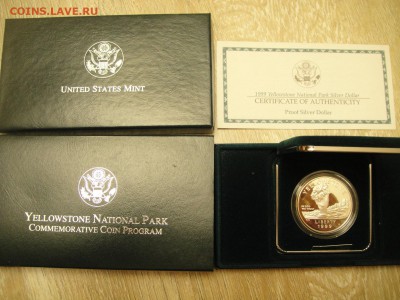 COINS.LAVE.RU
UNITED STATES MINT
1999 Yellowstone National Park Silver Dollar
CERTIFICATE OF AUTHENTICITY
Proof Silver Dollar
YELLOWSTONE NATIONAL PARK
COMMEMORATIVE COIN PROGRAM
LIBERTY
1999